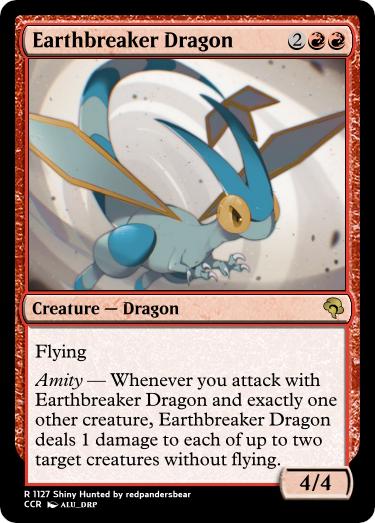 Earthbreaker Dragon 2
Creature — Dragon
Flying
Amity — Whenever you attack with
Earthbreaker Dragon and exactly one
other creature, Earthbreaker Dragon
deals 1 damage to each of up to two
target creatures without flying.
4/4
R 1127 Shiny Hunted by redpandersbear
CCR ALU_DRP